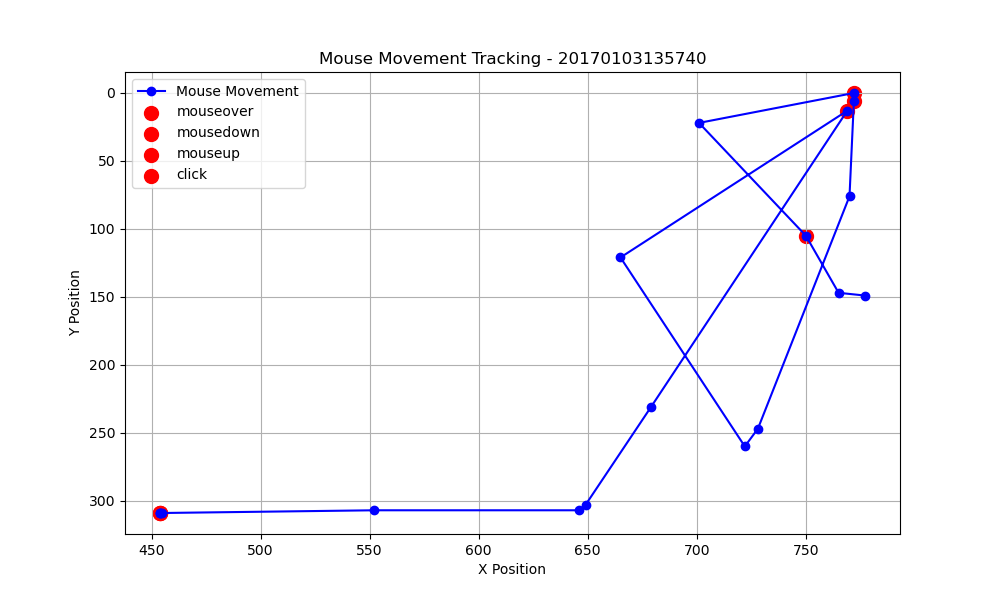 Mouse Movement Tracking - 20170103135740
Mouse Movement
mouseover
mousedown
mouseup
click
0
50
100
150
200
250
300
Y Position
450
500
550
600
650
700
750
X Position